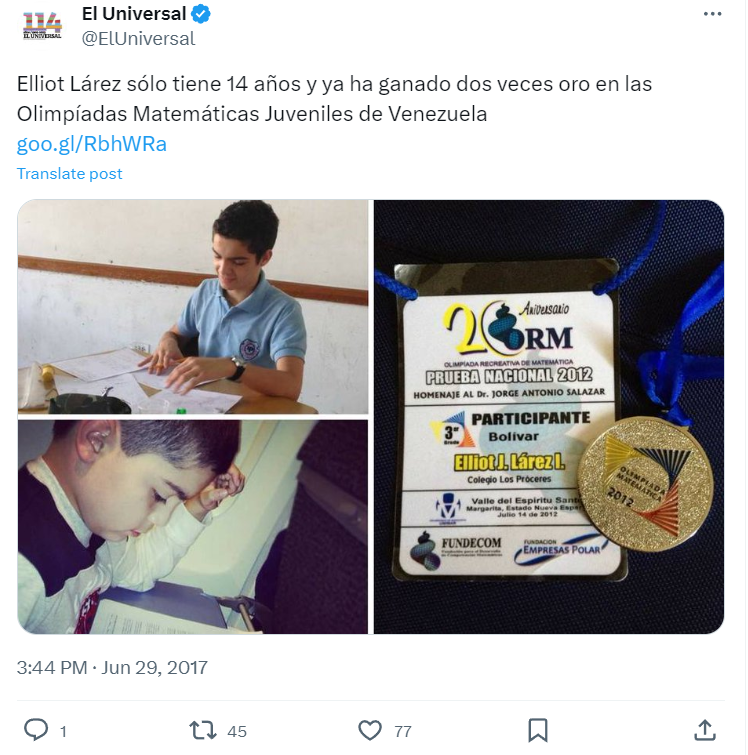 114
EL UNIVERSAL
El Universal
@ElUniversal
Elliot Lárez sólo tiene 14 años y ya ha ganado dos veces oro en las
Olimpíadas Matemáticas Juveniles de Venezuela
goo.gl/RbhWRa
Translate post
20 Aniversario
ORM
OLIMPIADA RECREATIVA DE MATEMÁTICA
PRUEBA NACIONAL 2012
HOMENAJE AL Dr. JORGE ANTONIO SALAZAR
3er Grado
PARTICIPANTE
Bolívar
Elliot J. Lárez I.
Colegio Los Próceres
Valle del Espíritu Santo
Margarita, Estado Nueva
Julio 14 de 2012
FUNDECOM
FUNDACIÓN
EMPRESAS POLAR
OLIMPIADA
MATEMÁTICA
2012
3:44 PM · Jun 29, 2017
1
45
77